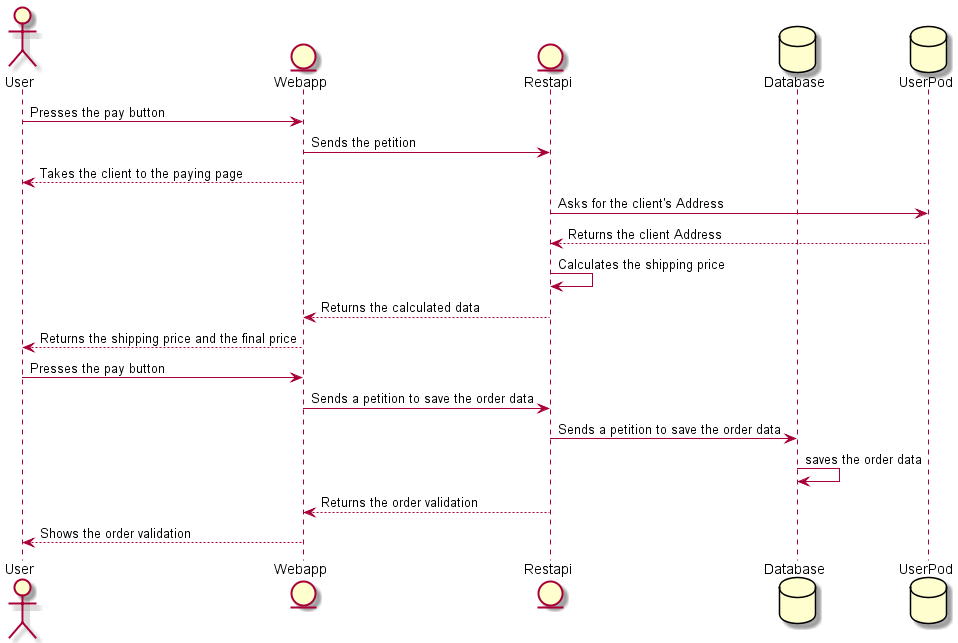 User
Webapp
Restapi
Database
UserPod
Presses the pay button
Sends the petition
Takes the client to the paying page
Asks for the client's Address
Returns the client Address
Calculates the shipping price
Returns the calculated data
Returns the shipping price and the final price
Presses the pay button
Sends a petition to save the order data
Sends a petition to save the order data
saves the order data
Returns the order validation
Shows the order validation
User
Webapp
Restapi
Database
UserPod